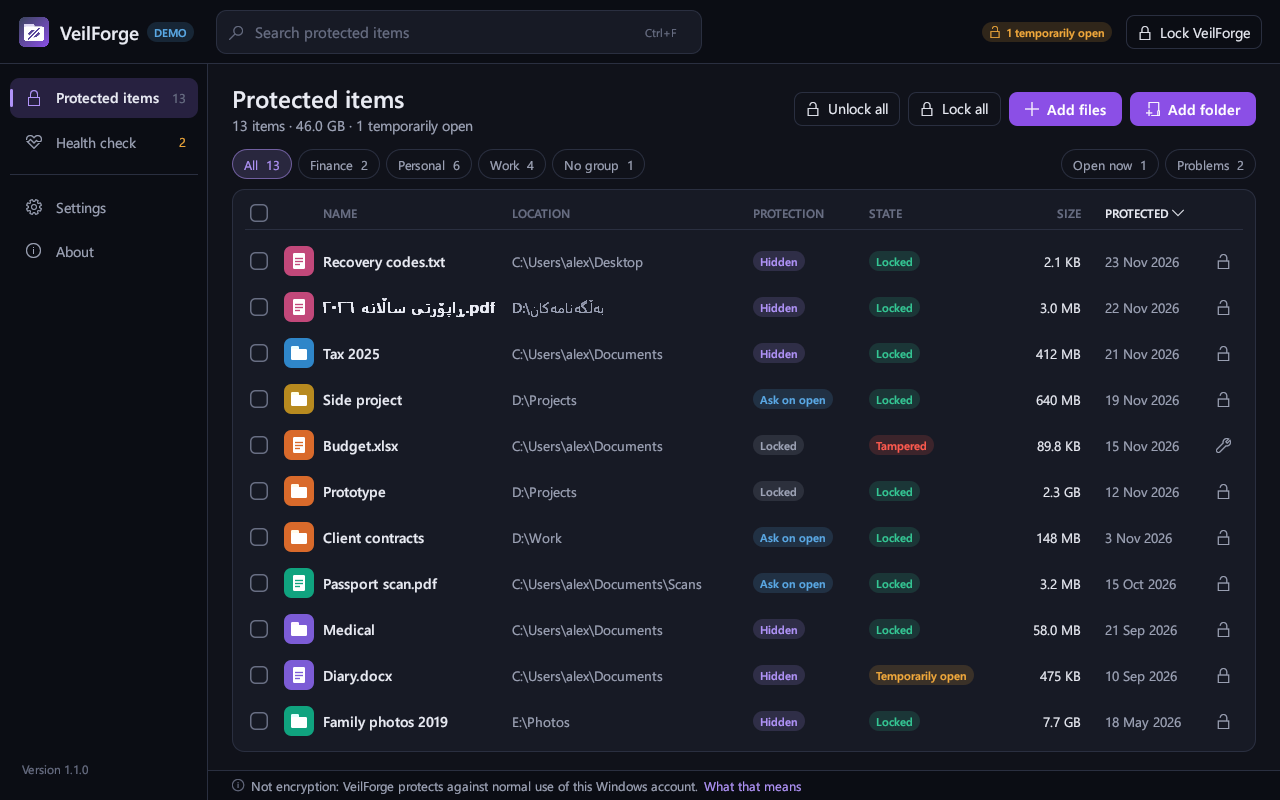 VeilForge DEMO
Search protected items Ctrl+F
1 temporarily open
Lock VeilForge
Protected items 13
Health check 2
Settings
About
Version 1.1.0
Protected items
13 items · 46.0 GB · 1 temporarily open
Unlock all
Lock all
Add files
Add folder
All 13
Finance 2
Personal 6
Work 4
No group 1
Open now 1
Problems 2
NAME LOCATION PROTECTION STATE SIZE PROTECTED
Recovery codes.txt C:\Users\alex\Desktop Hidden Locked 2.1 KB 23 Nov 2026
ڕاپۆرتی ساڵانە ٢٠٢٦.pdf D:\بەڵگەنامەکان Hidden Locked 3.0 MB 22 Nov 2026
Tax 2025 C:\Users\alex\Documents Hidden Locked 412 MB 21 Nov 2026
Side project D:\Projects Ask on open Locked 640 MB 19 Nov 2026
Budget.xlsx C:\Users\alex\Documents Locked Tampered 89.8 KB 15 Nov 2026
Prototype D:\Projects Locked Locked 2.3 GB 12 Nov 2026
Client contracts D:\Work Ask on open Locked 148 MB 3 Nov 2026
Passport scan.pdf C:\Users\alex\Documents\Scans Ask on open Locked 3.2 MB 15 Oct 2026
Medical C:\Users\alex\Documents Hidden Locked 58.0 MB 21 Sep 2026
Diary.docx C:\Users\alex\Documents Hidden Temporarily open 475 KB 10 Sep 2026
Family photos 2019 E:\Photos Hidden Locked 7.7 GB 18 May 2026
Not encryption: VeilForge protects against normal use of this Windows account. What that means